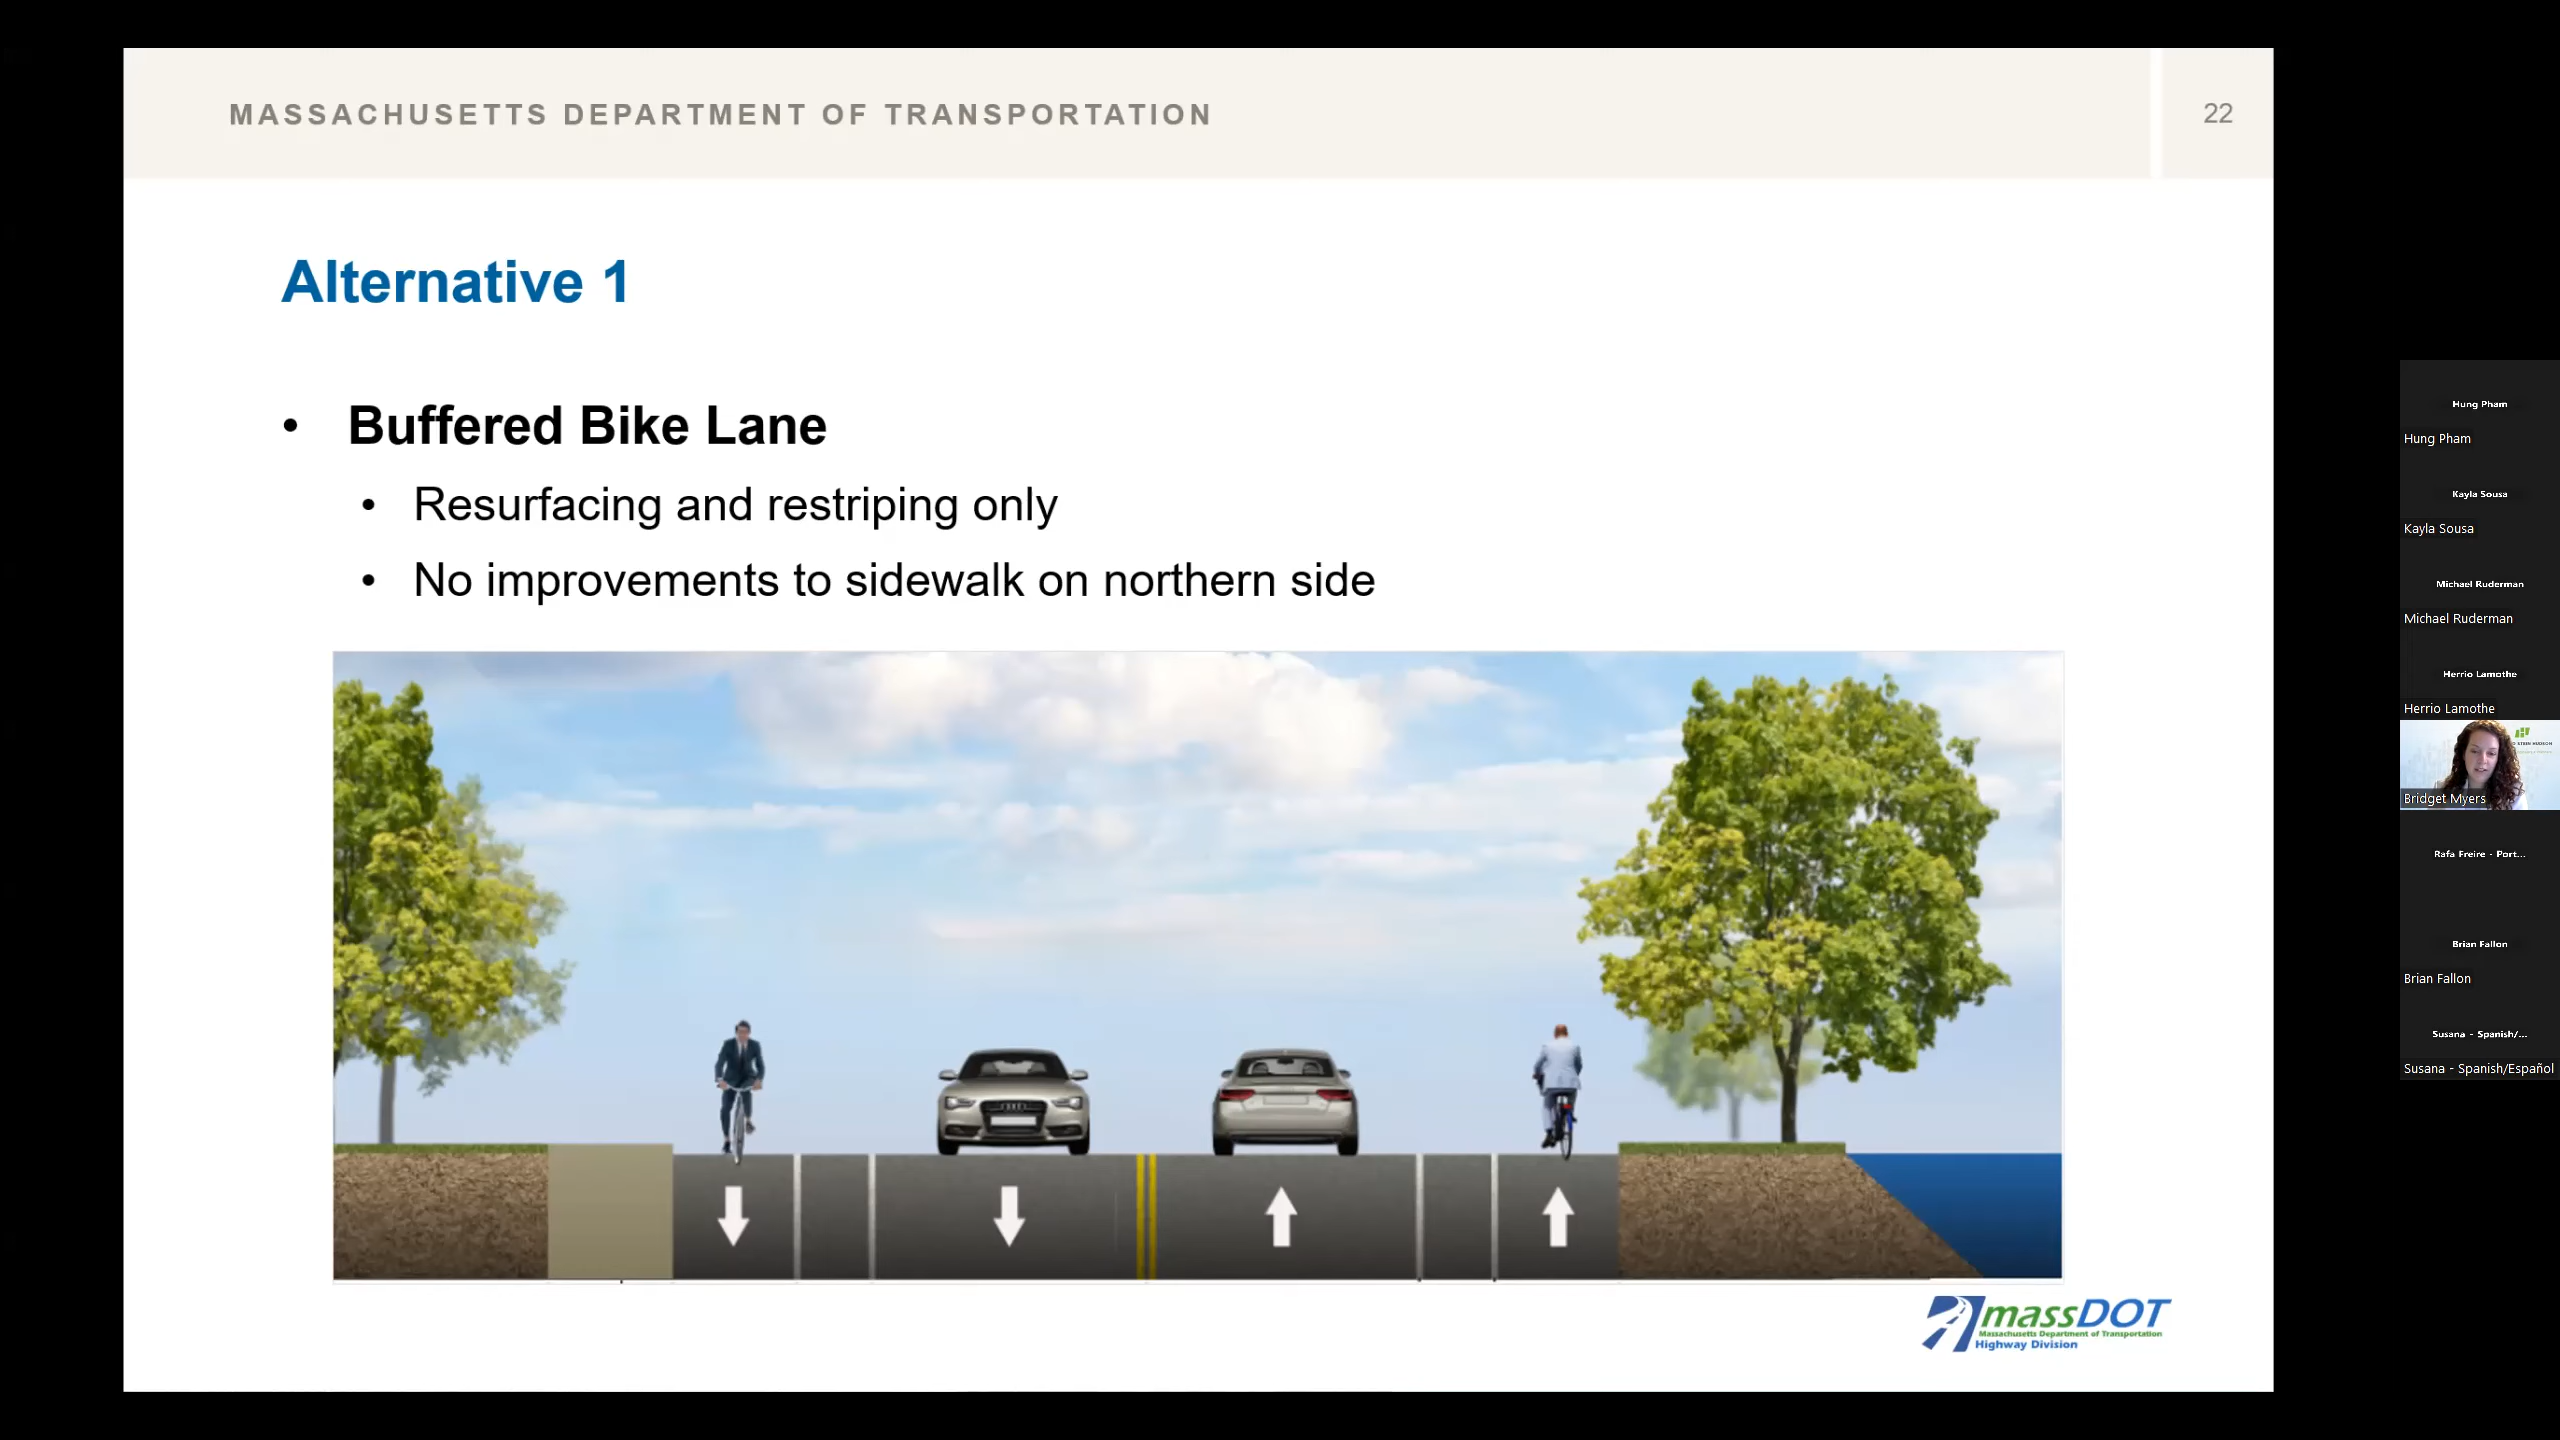 MASSACHUSETTS DEPARTMENT OF TRANSPORTATION
22
Alternative 1
• Buffered Bike Lane
• Resurfacing and restriping only
• No improvements to sidewalk on northern side
massDOT
Massachusetts Department of Transportation
Highway Division
Hung Pham
Hung Pham
Kayla Sousa
Kayla Sousa
Michael Ruderman
Michael Ruderman
Herrio Lamothe
Herrio Lamothe
Bridget Myers
Rafa Freire - Port...
Brian Fallon
Brian Fallon
Susana - Spanish/...
Susana - Spanish/Español